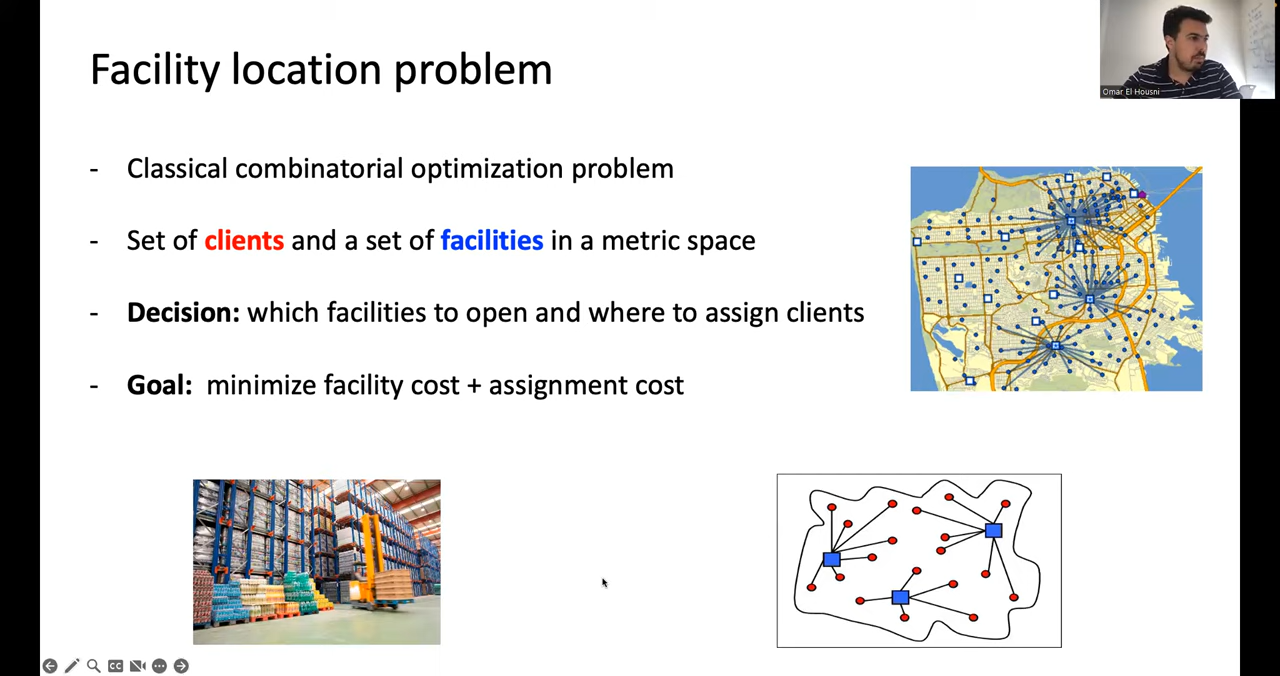 Facility location problem
Omar El Housni
- Classical combinatorial optimization problem
- Set of clients and a set of facilities in a metric space
- Decision: which facilities to open and where to assign clients
- Goal: minimize facility cost + assignment cost
CC